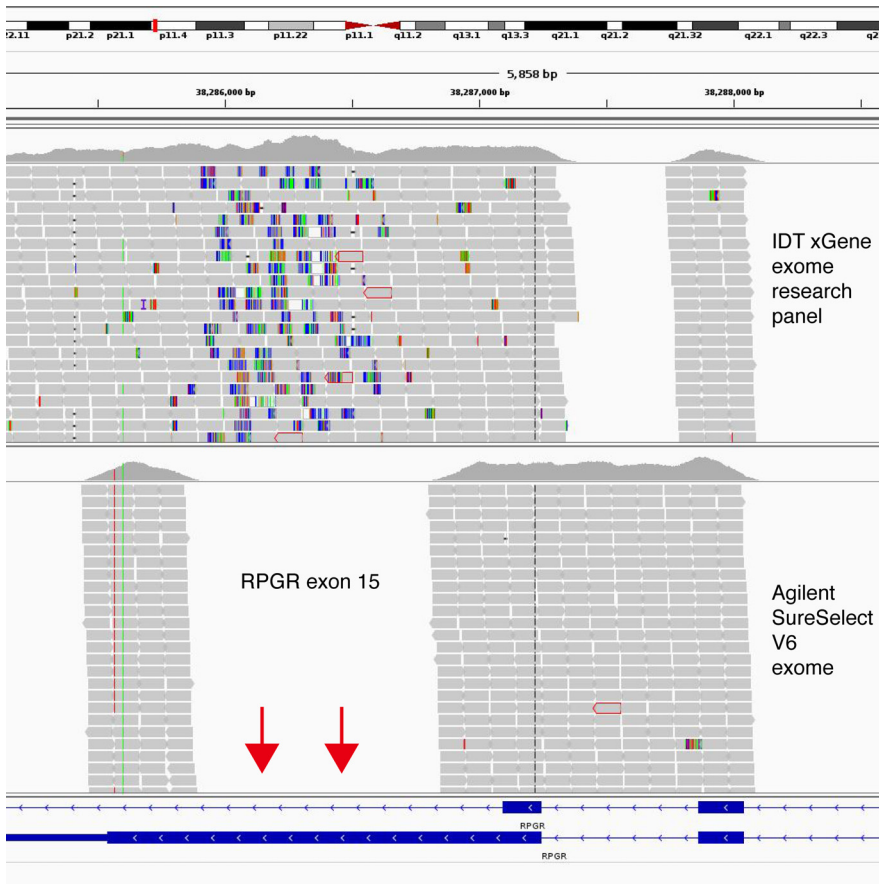 22.11 p21.2 p21.1 p11.4 p11.3 p11.22 p11.1 q11.2 q13.1 q13.3 q21.1 q21.2 q21.32 q22.1 q22.3 q2
5,858 bp
38,286,000 bp 38,287,000 bp 38,288,000 bp
IDT xGene
exome
research
panel
RPGR exon 15
Agilent
SureSelect
V6
exome
RPGR
RPGR